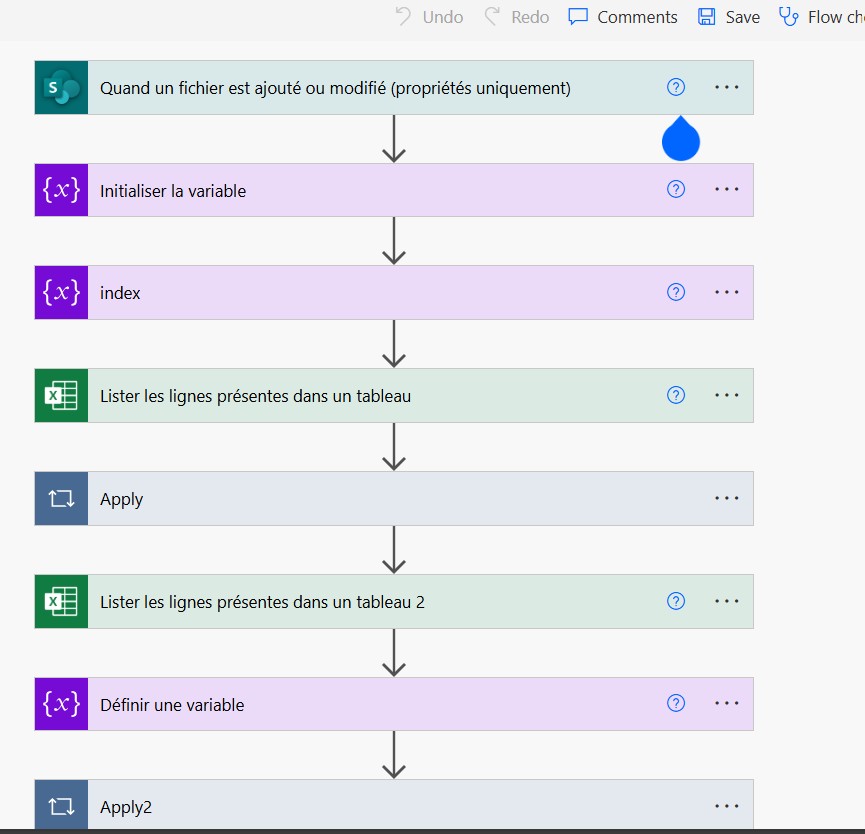 Undo Redo Comments Save Flow che
Quand un fichier est ajouté ou modifié (propriétés uniquement)
Initialiser la variable
index
Lister les lignes présentes dans un tableau
Apply
Lister les lignes présentes dans un tableau 2
Définir une variable
Apply2